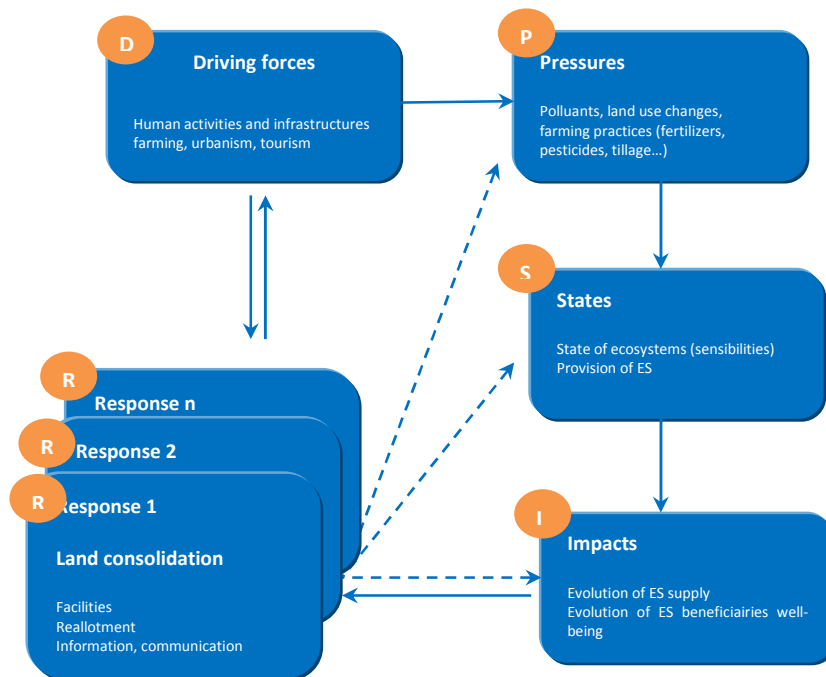 D
Driving forces
Human activities and infrastructures
farming, urbanism, tourism
P
Pressures
Polluants, land use changes,
farming practices (fertilizers,
pesticides, tillage...)
S
States
State of ecosystems (sensibilities)
Provision of ES
R
Response n
R
Response 2
R
Response 1
Land consolidation
Facilities
Reallotment
Information, communication
I
Impacts
Evolution of ES supply
Evolution of ES beneficiairies well-
being